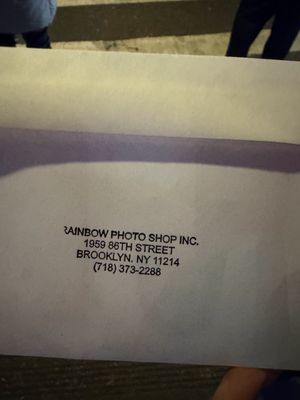 RAINBOW PHOTO SHOP INC.
1959 86TH STREET
BROOKLYN. NY 11214
(718) 373-2288